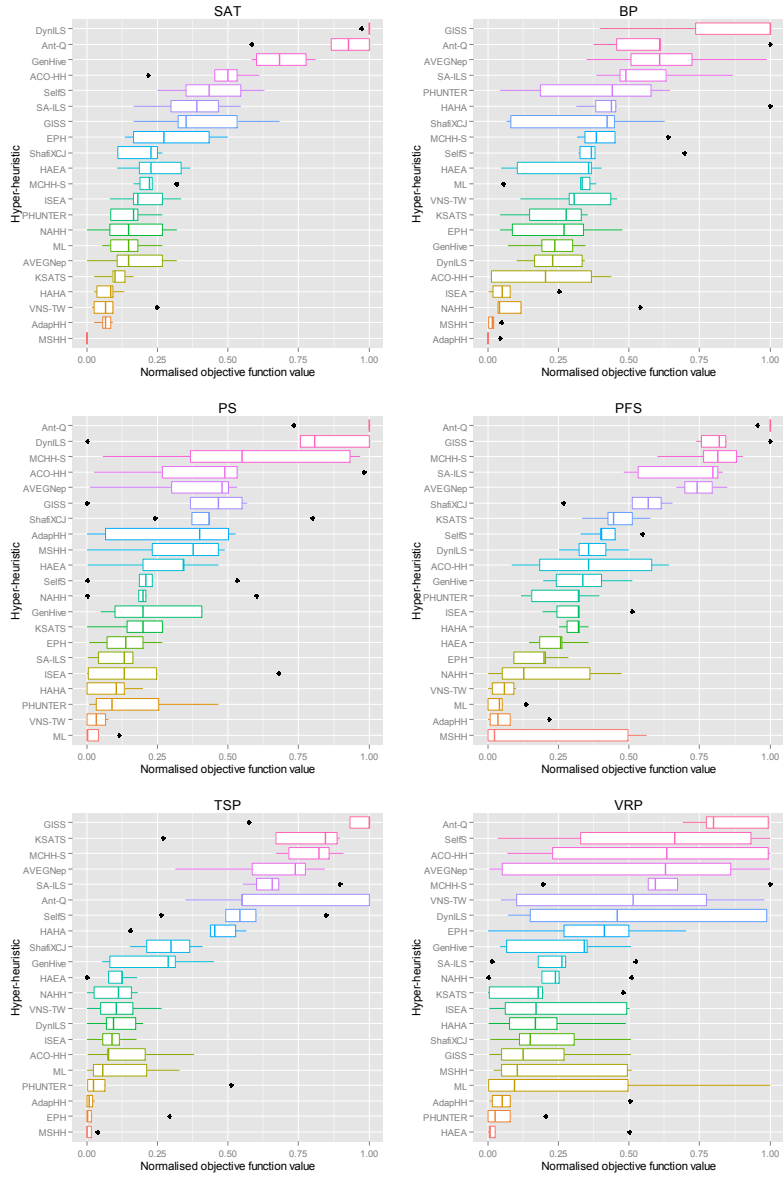 SAT
Hyper-heuristic
DynILS
Ant-Q
GenHive
ACO-HH
SelfS
SA-ILS
GISS
EPH
ShafiXCJ
HAEA
MCHH-S
ISEA
PHUNTER
NAHH
ML
AVEGNep
KSATS
HAHA
VNS-TW
AdapHH
MSHH
0.00 0.25 0.50 0.75 1.00
Normalised objective function value
BP
Hyper-heuristic
GISS
Ant-Q
AVEGNep
SA-ILS
PHUNTER
HAHA
ShafiXCJ
MCHH-S
SelfS
HAEA
ML
VNS-TW
KSATS
EPH
GenHive
DynILS
ACO-HH
ISEA
NAHH
MSHH
AdapHH
0.00 0.25 0.50 0.75 1.00
Normalised objective function value
PS
Hyper-heuristic
Ant-Q
DynILS
MCHH-S
ACO-HH
AVEGNep
GISS
ShafiXCJ
AdapHH
MSHH
HAEA
SelfS
NAHH
GenHive
KSATS
EPH
SA-ILS
ISEA
HAHA
PHUNTER
VNS-TW
ML
0.00 0.25 0.50 0.75 1.00
Normalised objective function value
PFS
Hyper-heuristic
Ant-Q
GISS
MCHH-S
SA-ILS
AVEGNep
ShafiXCJ
KSATS
SelfS
DynILS
ACO-HH
GenHive
PHUNTER
ISEA
HAHA
HAEA
EPH
NAHH
VNS-TW
ML
AdapHH
MSHH
0.00 0.25 0.50 0.75 1.00
Normalised objective function value
TSP
Hyper-heuristic
GISS
KSATS
MCHH-S
AVEGNep
SA-ILS
Ant-Q
SelfS
HAHA
ShafiXCJ
GenHive
HAEA
NAHH
VNS-TW
DynILS
ISEA
ACO-HH
ML
PHUNTER
AdapHH
EPH
MSHH
0.00 0.25 0.50 0.75 1.00
Normalised objective function value
VRP
Hyper-heuristic
Ant-Q
SelfS
ACO-HH
AVEGNep
MCHH-S
VNS-TW
DynILS
EPH
GenHive
SA-ILS
NAHH
KSATS
ISEA
HAHA
ShafiXCJ
GISS
MSHH
ML
AdapHH
PHUNTER
HAEA
0.00 0.25 0.50 0.75 1.00
Normalised objective function value